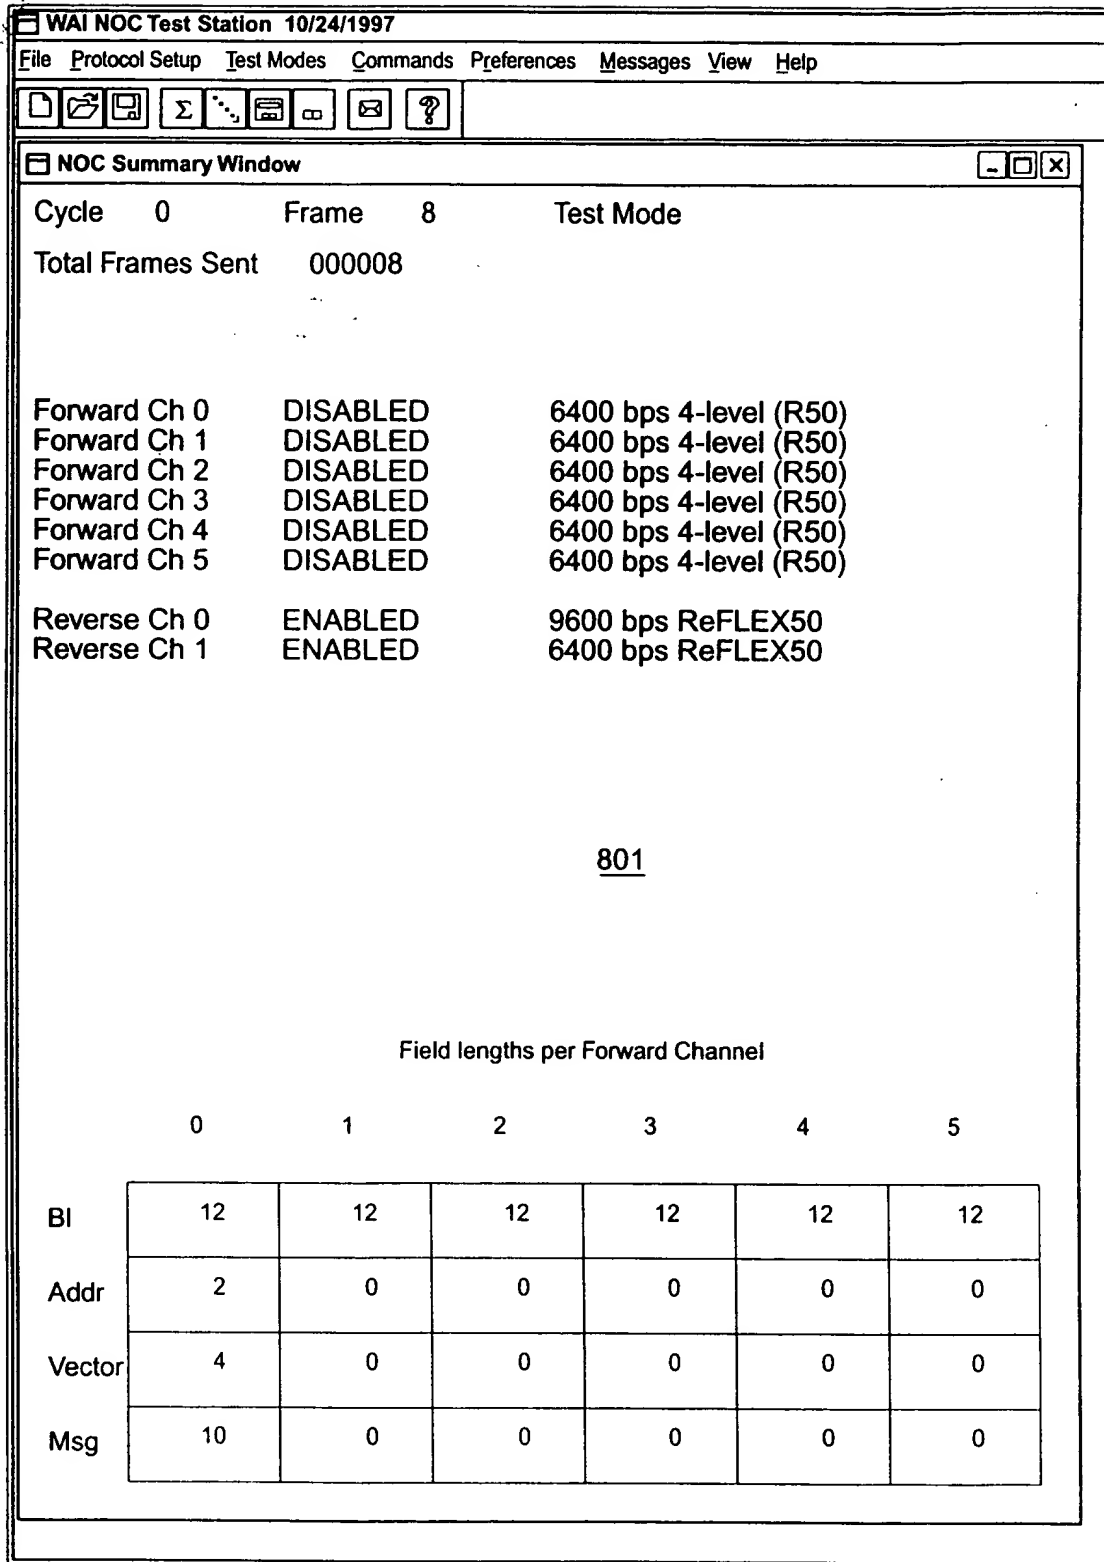 WAI NOC Test Station 10/24/1997
File Protocol Setup Test Modes Commands Preferences Messages View Help
Σ ?
NOC Summary Window
Cycle 0 Frame 8 Test Mode
Total Frames Sent 000008
Forward Ch 0 DISABLED 6400 bps 4-level (R50)
Forward Ch 1 DISABLED 6400 bps 4-level (R50)
Forward Ch 2 DISABLED 6400 bps 4-level (R50)
Forward Ch 3 DISABLED 6400 bps 4-level (R50)
Forward Ch 4 DISABLED 6400 bps 4-level (R50)
Forward Ch 5 DISABLED 6400 bps 4-level (R50)
Reverse Ch 0 ENABLED 9600 bps ReFLEX50
Reverse Ch 1 ENABLED 6400 bps ReFLEX50
801
Field lengths per Forward Channel
0 1 2 3 4 5
BI 12 12 12 12 12 12
Addr 2 0 0 0 0 0
Vector 4 0 0 0 0 0
Msg 10 0 0 0 0 0